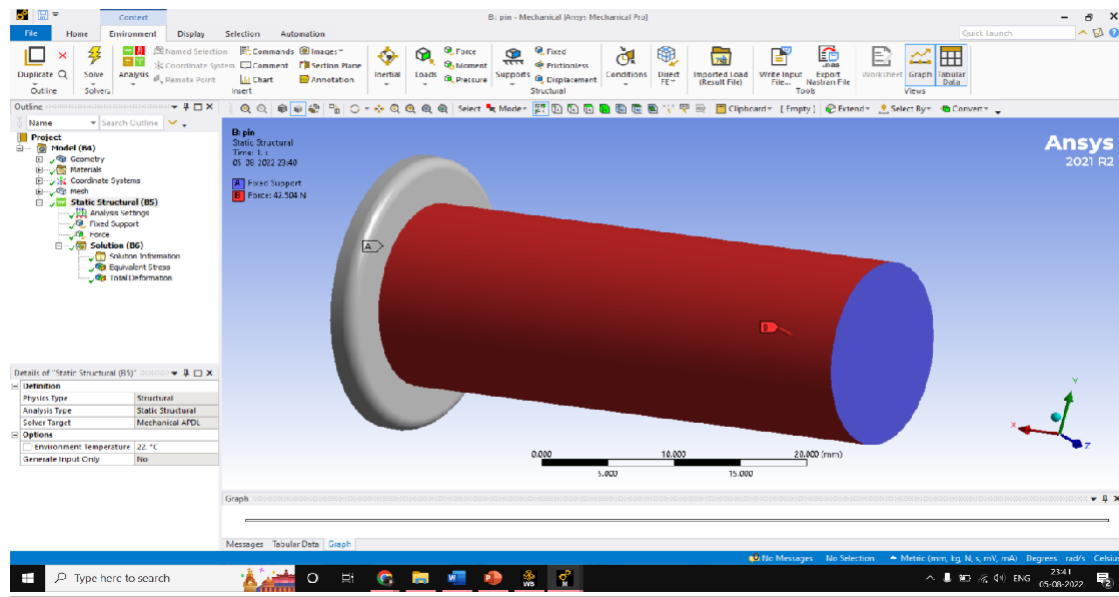 Context
B: pin - Mechanical [Ansys Mechanical Pro]
File Home Environment Display Selection Automation
Quick Launch
Duplicate Q
Outline
Solve
Solvers
Analysis
Named Selection
Coordinate System
Remote Point
Commands
Comment
Chart
Images
Section Plane
Annotation
Insert
Inertial
Loads
Force
Moment
Pressure
Supports
Fixed
Frictionless
Displacement
Structural
Conditions
Direct FE
Imported Load (Result File)
Write Input File...
Export Nastran File
Tools
Worksheet Graph Tabular Data
Views
Outline
Name Search Outline
Select Mode
Clipboard [ Empty ] Extend Select By Convert
Project
Model (B4)
Geometry
Materials
Coordinate Systems
Mesh
Static Structural (B5)
Analysis Settings
Fixed Support
Force
Solution (B6)
Solution Information
Equivalent Stress
Total Deformation
B: pin
Static Structural
Time: 1. s
05-08-2022 23:40
A Fixed Support
B Force: 42.504 N
A
B
Ansys
2021 R2
0.000 10.000 20.000 (mm)
5.000 15.000
Y
X
Z
Details of "Static Structural (B5)"
Definition
Physics Type Structural
Analysis Type Static Structural
Solver Target Mechanical APDL
Options
Environment Temperature 22. °C
Generate Input Only No
Graph
Messages Tabular Data Graph
No Messages No Selection Metric (mm, kg, N, s, mV, mA) Degrees rad/s Celsius
Type here to search
WS
M
ENG
23:41
05-08-2022
2